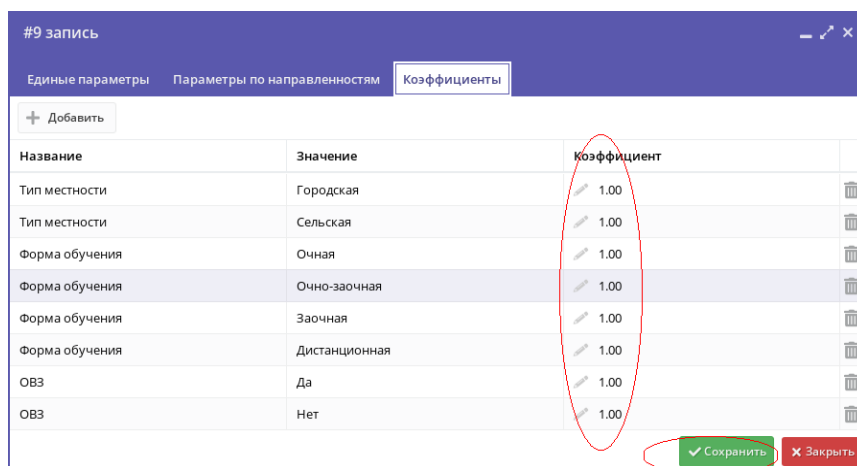 #9 запись
Единые параметры Параметры по направленностям Коэффициенты
Добавить
Название Значение Коэффициент
Тип местности Городская 1.00
Тип местности Сельская 1.00
Форма обучения Очная 1.00
Форма обучения Очно-заочная 1.00
Форма обучения Заочная 1.00
Форма обучения Дистанционная 1.00
ОВЗ Да 1.00
ОВЗ Нет 1.00
Сохранить Закрыть